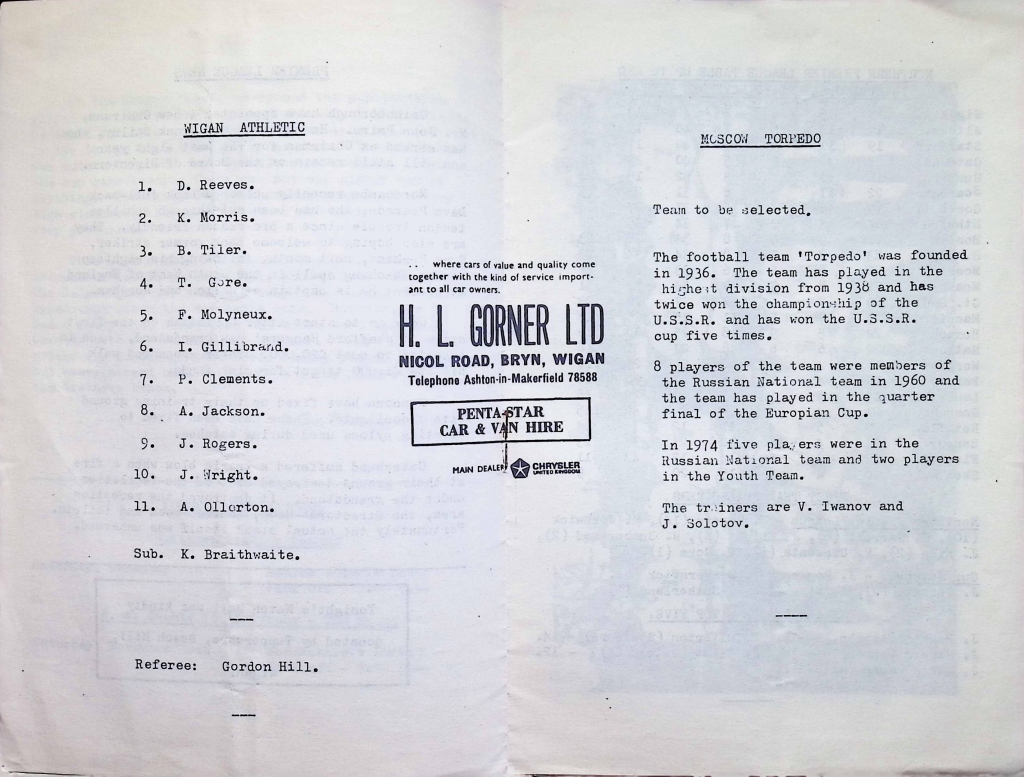 WIGAN ATHLETIC
1. D. Reeves.
2. K. Morris.
3. B. Tiler.
4. T. Gore.
5. F. Molyneux.
6. I. Gillibrand.
7. P. Clements.
8. A. Jackson.
9. J. Rogers.
10. J. Wright.
11. A. Ollerton.
Sub. K. Braithwaite.
Referee: Gordon Hill.
... where cars of value and quality come
together with the kind of service import-
ant to all car owners.
H. L. GORNER LTD
NICOL ROAD, BRYN, WIGAN
Telephone Ashton-in-Makerfield 78588
PENTA-STAR
CAR & VAN HIRE
MAIN DEALER CHRYSLER
UNITED KINGDOM
MOSCOW TORPEDO
Team to be selected.
The football team 'Torpedo' was founded
in 1936. The team has played in the
highest division from 1938 and has
twice won the championship of the
U.S.S.R. and has won the U.S.S.R.
cup five times.
8 players of the team were members of
the Russian National team in 1960 and
the team has played in the quarter
final of the Europian Cup.
In 1974 five players were in the
Russian National team and two players
in the Youth Team.
The trainers are V. Iwanov and
J. Solotov.